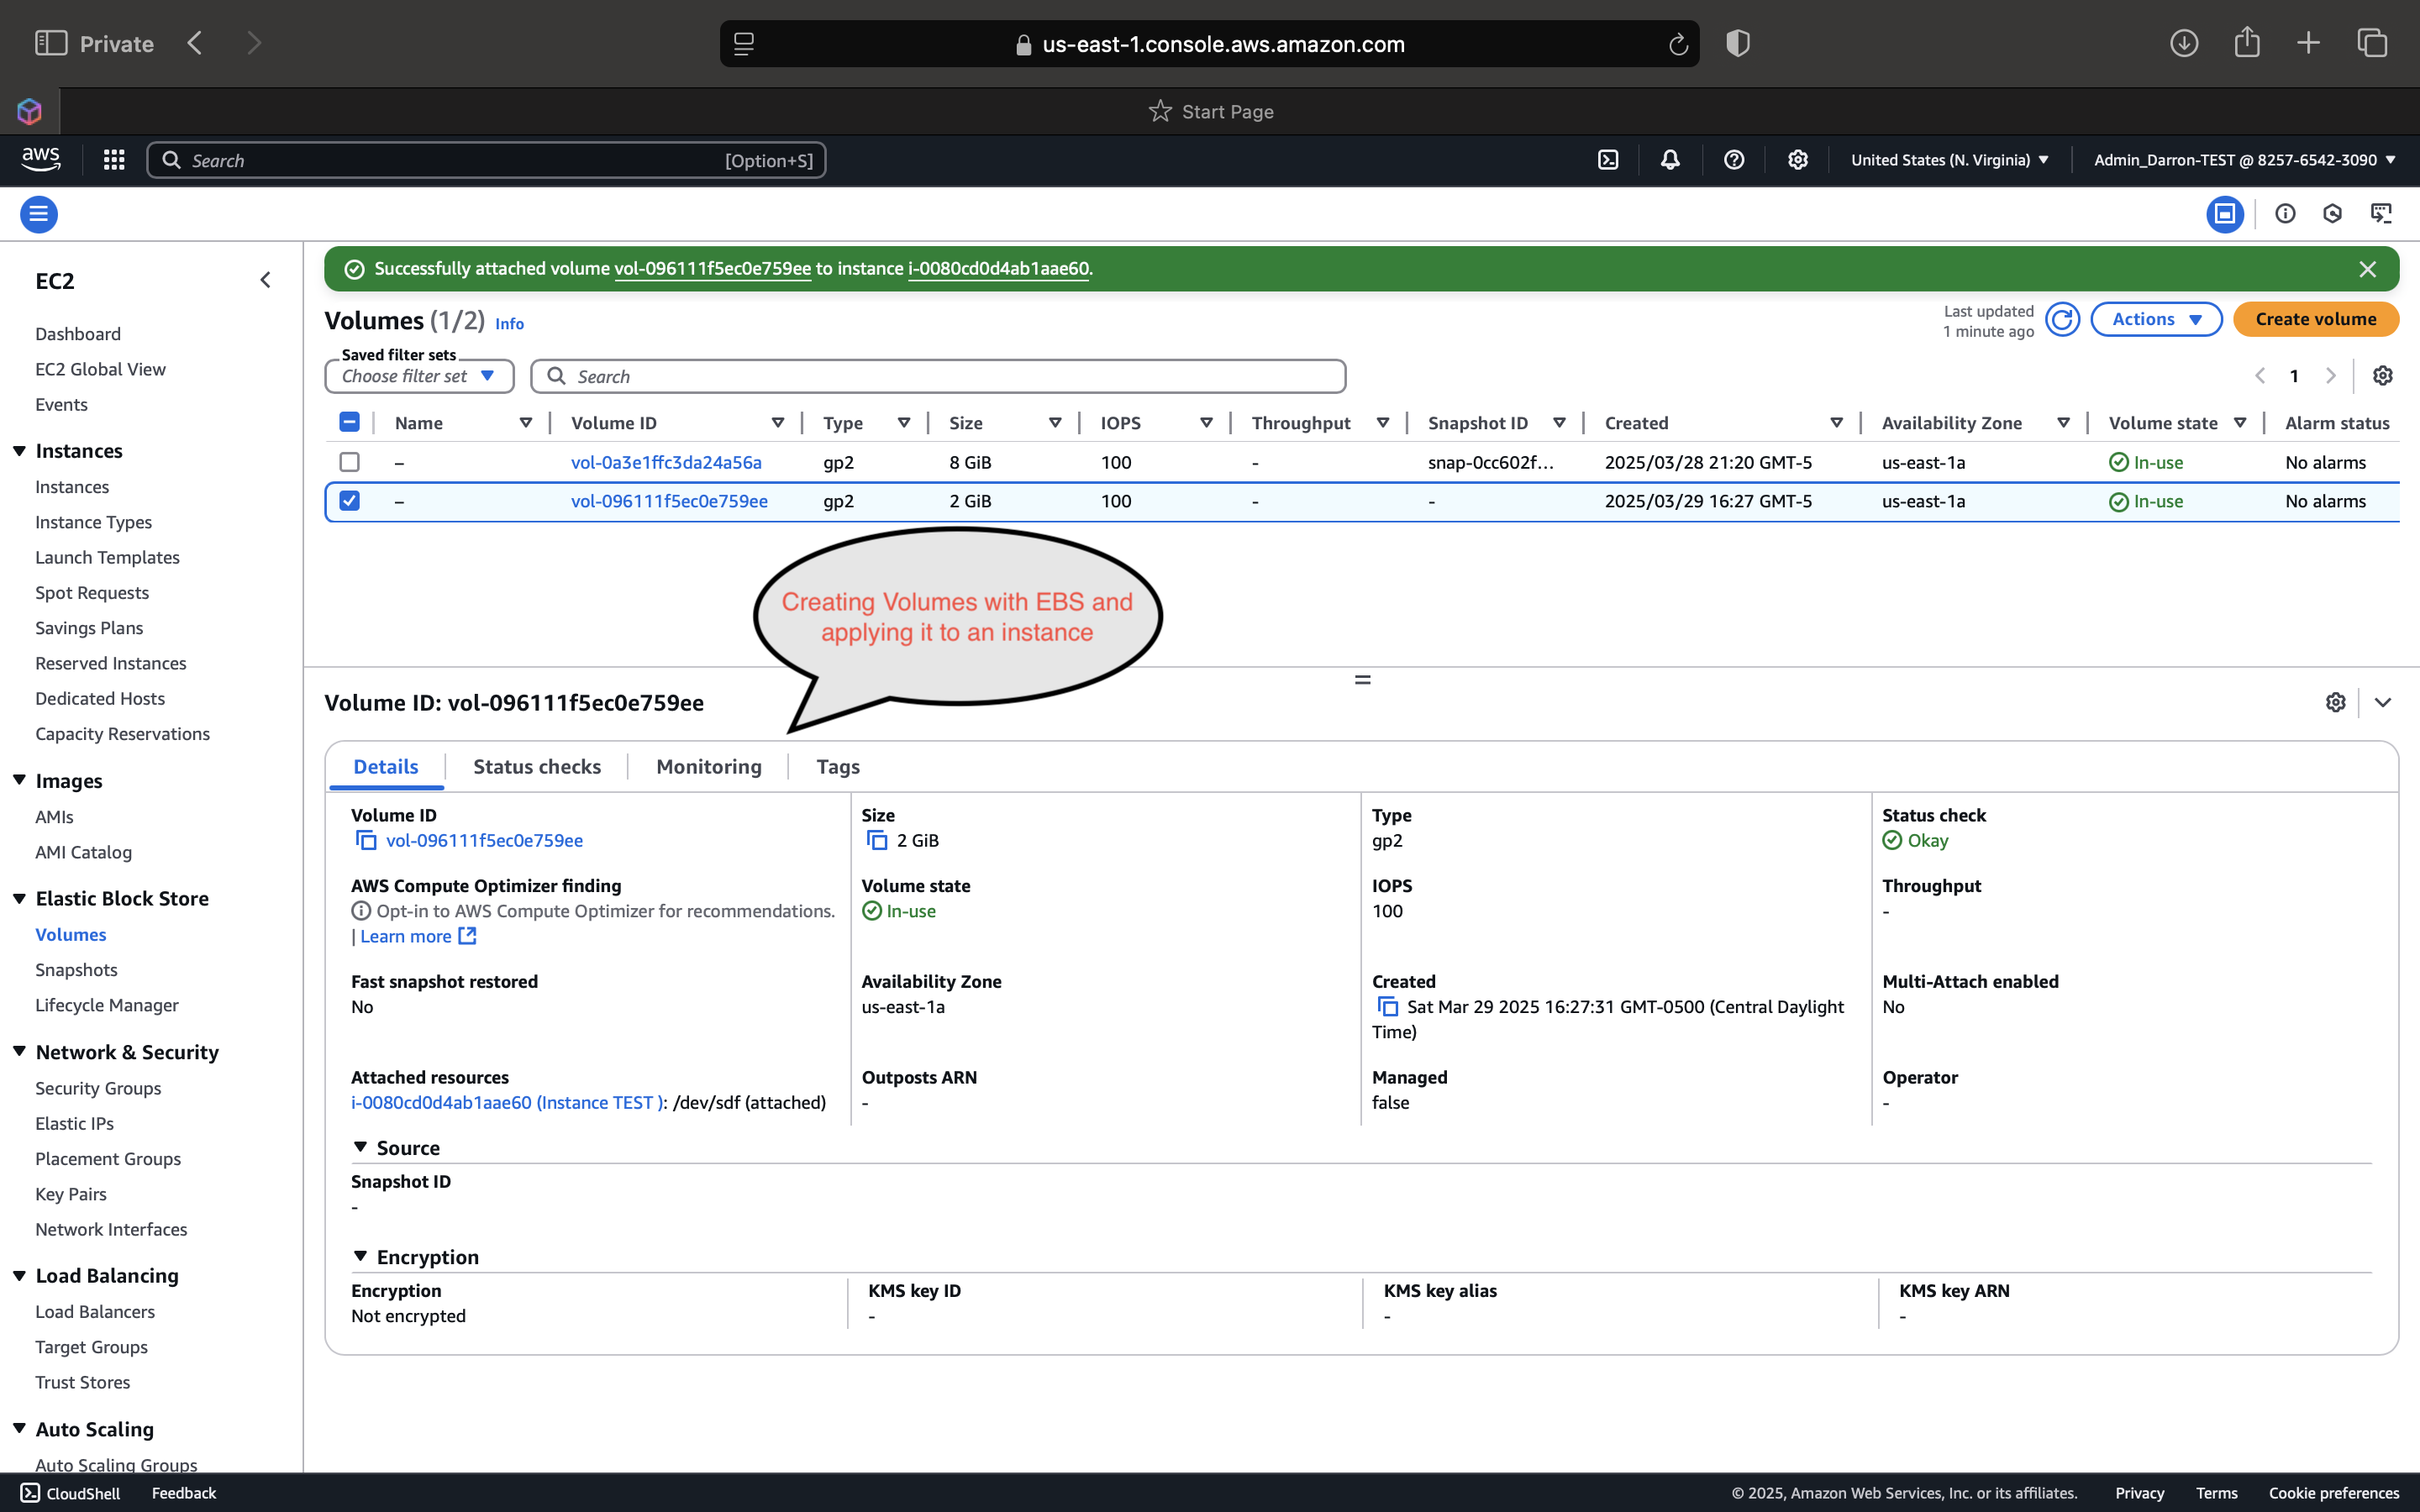 Private
us-east-1.console.aws.amazon.com
Start Page
aws
Search
[Option+S]
United States (N. Virginia)
Admin_Darron-TEST @ 8257-6542-3090
EC2
Dashboard
EC2 Global View
Events
Instances
Instances
Instance Types
Launch Templates
Spot Requests
Savings Plans
Reserved Instances
Dedicated Hosts
Capacity Reservations
Images
AMIs
AMI Catalog
Elastic Block Store
Volumes
Snapshots
Lifecycle Manager
Network & Security
Security Groups
Elastic IPs
Placement Groups
Key Pairs
Network Interfaces
Load Balancing
Load Balancers
Target Groups
Trust Stores
Auto Scaling
Auto Scaling Groups
Successfully attached volume vol-096111f5ec0e759ee to instance i-0080cd0d4ab1aae60.
Volumes (1/2) Info
Last updated
1 minute ago
Actions
Create volume
Saved filter sets
Choose filter set
Search
1
Name Volume ID Type Size IOPS Throughput Snapshot ID Created Availability Zone Volume state Alarm status
– vol-0a3e1ffc3da24a56a gp2 8 GiB 100 - snap-0cc602f... 2025/03/28 21:20 GMT-5 us-east-1a In-use No alarms
– vol-096111f5ec0e759ee gp2 2 GiB 100 - - 2025/03/29 16:27 GMT-5 us-east-1a In-use No alarms
Creating Volumes with EBS and
applying it to an instance
Volume ID: vol-096111f5ec0e759ee
Details Status checks Monitoring Tags
Volume ID
vol-096111f5ec0e759ee
Size
2 GiB
Type
gp2
Status check
Okay
AWS Compute Optimizer finding
Opt-in to AWS Compute Optimizer for recommendations.
| Learn more
Volume state
In-use
IOPS
100
Throughput
-
Fast snapshot restored
No
Availability Zone
us-east-1a
Created
Sat Mar 29 2025 16:27:31 GMT-0500 (Central Daylight
Time)
Multi-Attach enabled
No
Attached resources
i-0080cd0d4ab1aae60 (Instance TEST ): /dev/sdf (attached)
Outposts ARN
-
Managed
false
Operator
-
Source
Snapshot ID
-
Encryption
Encryption
Not encrypted
KMS key ID
-
KMS key alias
-
KMS key ARN
-
CloudShell
Feedback
© 2025, Amazon Web Services, Inc. or its affiliates.
Privacy
Terms
Cookie preferences